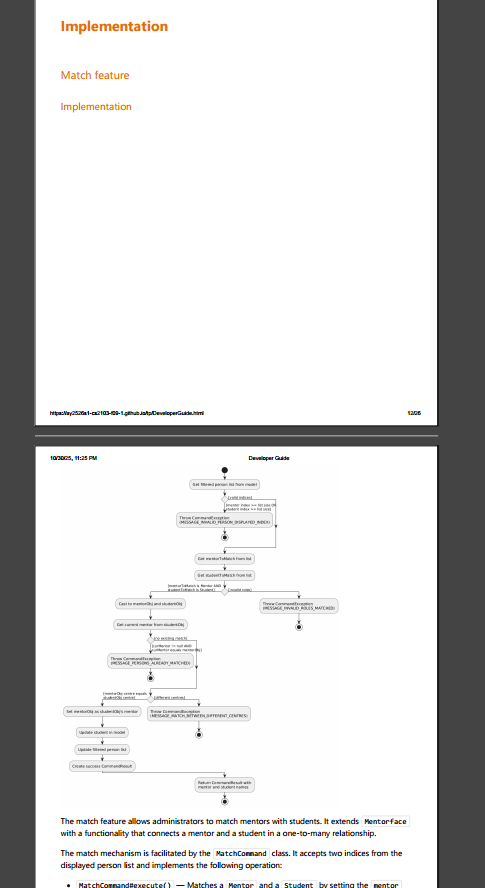 Implementation
Match feature
Implementation
https://ay2526s1-cs2103-f09-1.github.io/tp/DeveloperGuide.html 12/26
10/30/25, 11:25 PM Developer Guide
Get filtered person list from model
[valid indices]
[mentor index >= list size OR
student index >= list size]
Throw CommandException
(MESSAGE_INVALID_PERSON_DISPLAYED_INDEX)
Get mentorToMatch from list
Get studentToMatch from list
[mentorToMatch is Mentor AND
studentToMatch is Student]
[invalid roles]
Cast to mentorObj and studentObj
Throw CommandException
(MESSAGE_INVALID_ROLES_MATCHED)
Get current mentor from studentObj
[no existing match]
[curMentor != null AND
curMentor equals mentorObj]
Throw CommandException
(MESSAGE_PERSONS_ALREADY_MATCHED)
[mentorObj centre equals
studentObj centre]
[different centres]
Set mentorObj as studentObj's mentor
Throw CommandException
(MESSAGE_MATCH_BETWEEN_DIFFERENT_CENTRES)
Update student in model
Update filtered person list
Create success CommandResult
Return CommandResult with
mentor and student names
The match feature allows administrators to match mentors with students. It extends MentorFace
with a functionality that connects a mentor and a student in a one-to-many relationship.
The match mechanism is facilitated by the MatchCommand class. It accepts two indices from the
displayed person list and implements the following operation:
• MatchCommand#execute() — Matches a Mentor and a Student by setting the mentor